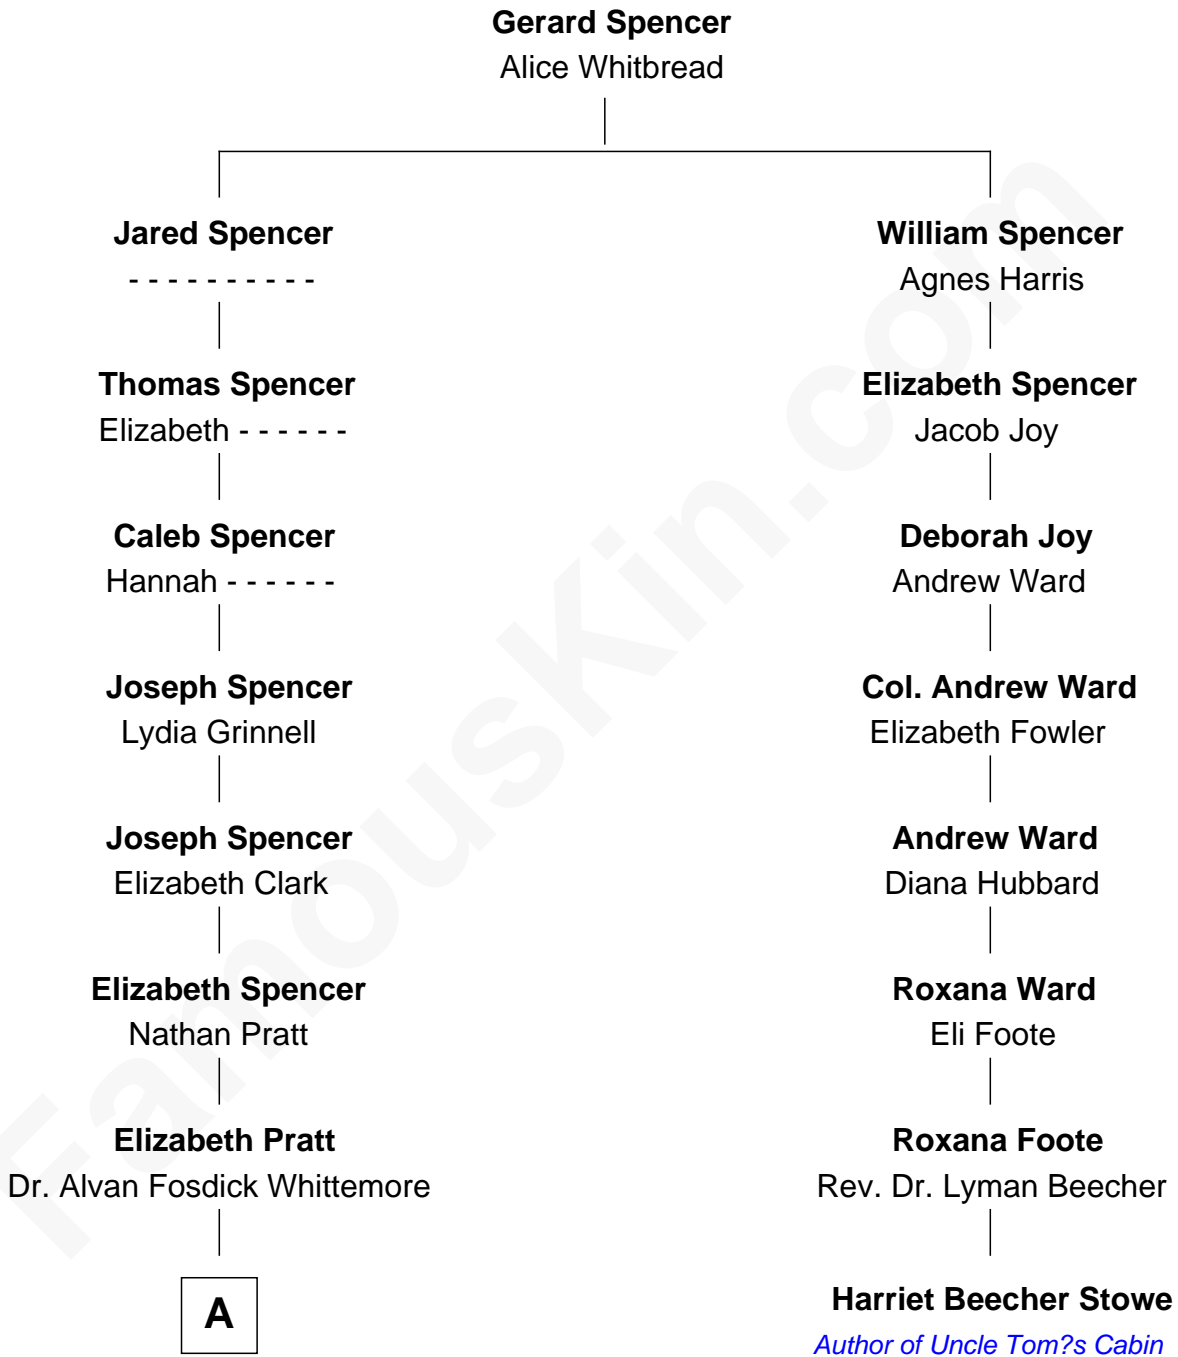 Gerard Spencer
Alice Whitbread
Jared Spencer
- - - - - - - - - -
William Spencer
Agnes Harris
Thomas Spencer
Elizabeth - - - - - -
Elizabeth Spencer
Jacob Joy
Caleb Spencer
Hannah - - - - - -
Deborah Joy
Andrew Ward
Joseph Spencer
Lydia Grinnell
Col. Andrew Ward
Elizabeth Fowler
Joseph Spencer
Elizabeth Clark
Andrew Ward
Diana Hubbard
Elizabeth Spencer
Nathan Pratt
Roxana Ward
Eli Foote
Elizabeth Pratt
Dr. Alvan Fosdick Whittemore
Roxana Foote
Rev. Dr. Lyman Beecher
A
Harriet Beecher Stowe
Author of Uncle Tom?s Cabin
FamousKin.com